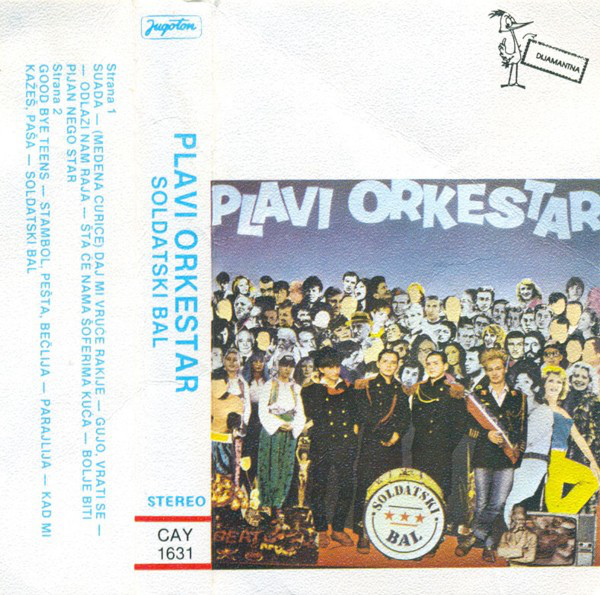 Strana 1
SUADA — (MEDENA CURICE) DAJ MI VRUĆE RAKIJE — GUJO, VRATI SE —
— ODLAZI NAM RAJA — ŠTA ĆE NAMA ŠOFERIMA KUĆA — BOLJE BITI
PIJAN NEGO STAR
Strana 2
GOOD BYE TEENS — STAMBOL, PEŠTA, BEČLIJA — PARAJLIJA — KAD MI
KAŽEŠ, PAŠA — SOLDATSKI BAL
Jugoton
PLAVI ORKESTAR
SOLDATSKI BAL
STEREO
CAY
1631
DIJAMANTNA
PLAVI ORKESTAR
SOLDATSKI
BAL